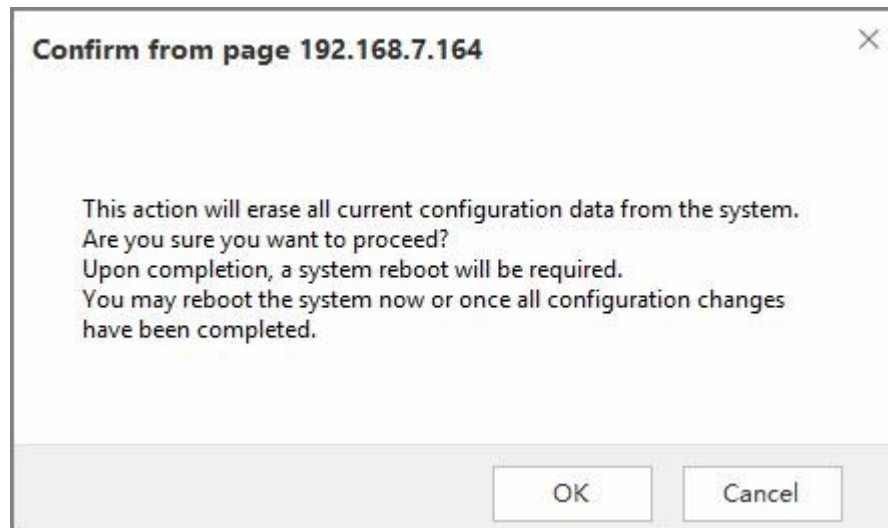 Confirm from page 192.168.7.164
This action will erase all current configuration data from the system.
Are you sure you want to proceed?
Upon completion, a system reboot will be required.
You may reboot the system now or once all configuration changes
have been completed.
OK Cancel